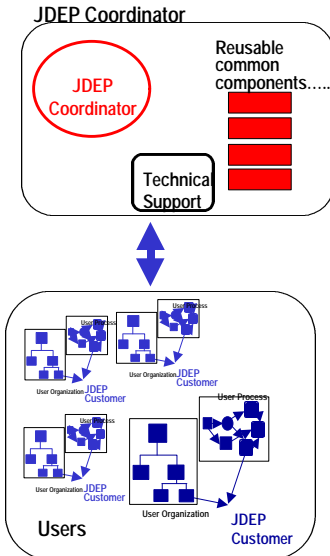 JDEP Coordinator
Reusable
common
components.....
JDEP
Coordinator
Technical
Support
User Process
User Process
User Organization
JDEP
Customer
User Organization
JDEP
Customer
User Process
User Process
User Organization
JDEP
Customer
User Organization
JDEP
Customer
Users